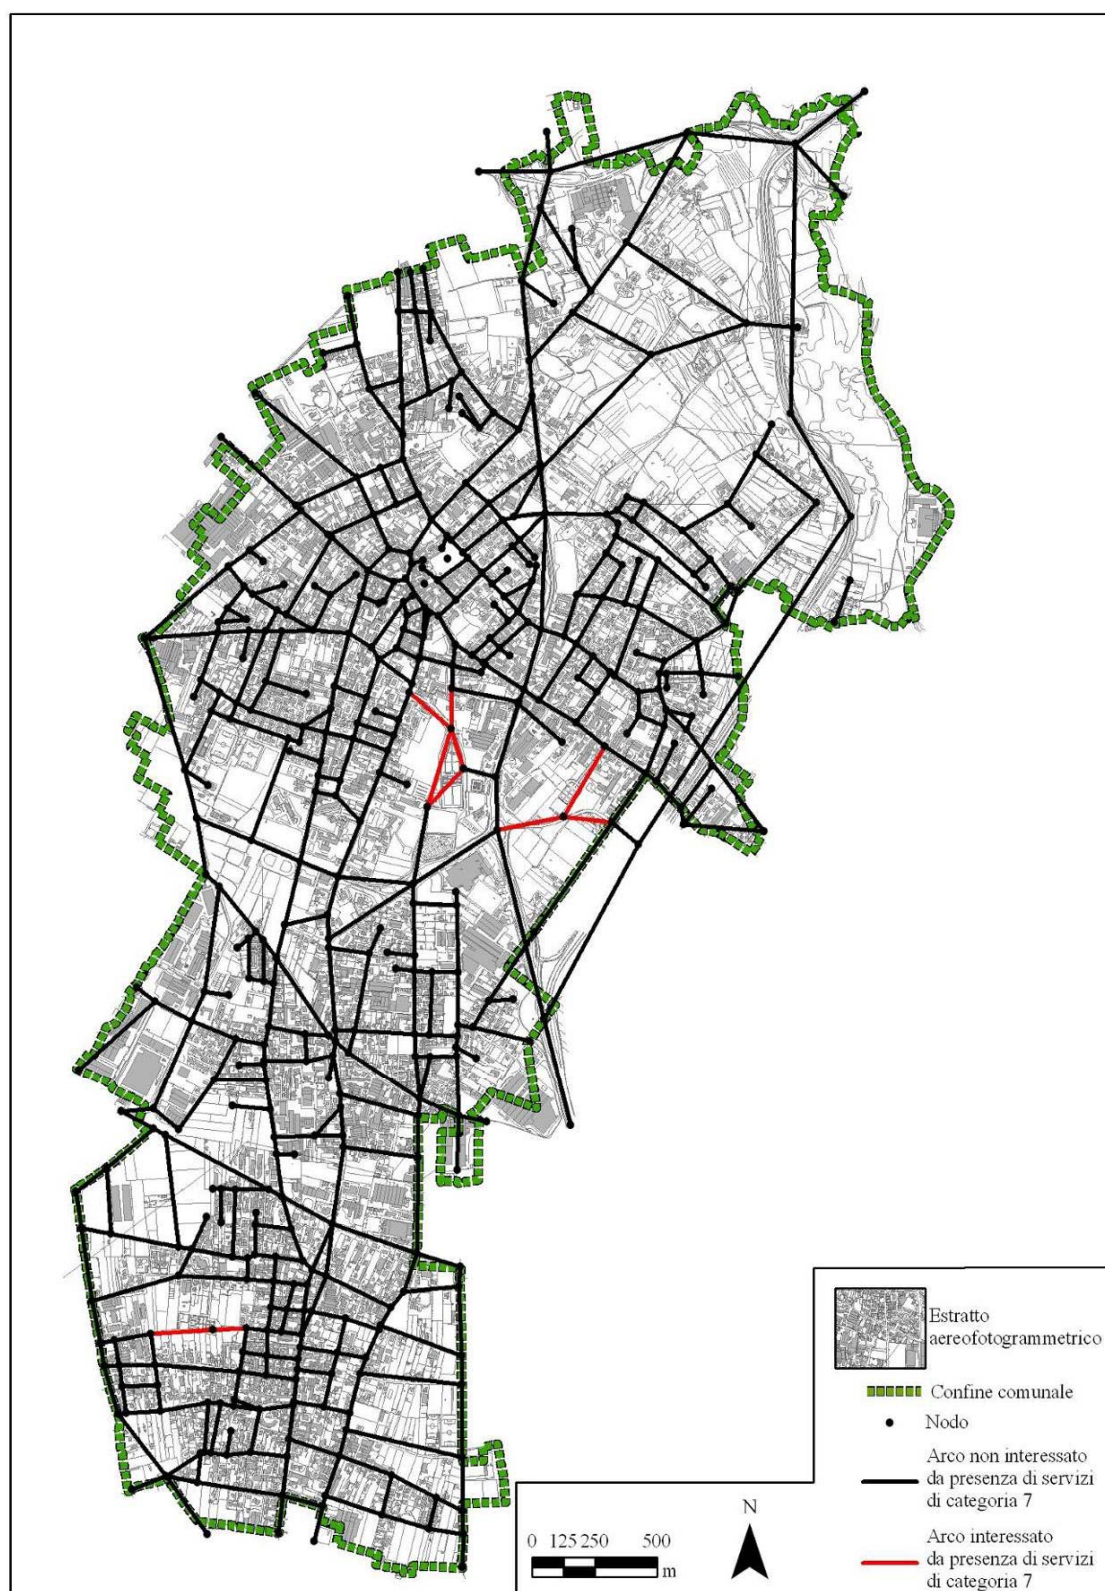 Estratto
aereofotogrammetrico
Confine comunale
Nodo
Arco non interessato
da presenza di servizi
di categoria 7
Arco interessato
da presenza di servizi
di categoria 7
N
0 125 250 500
m